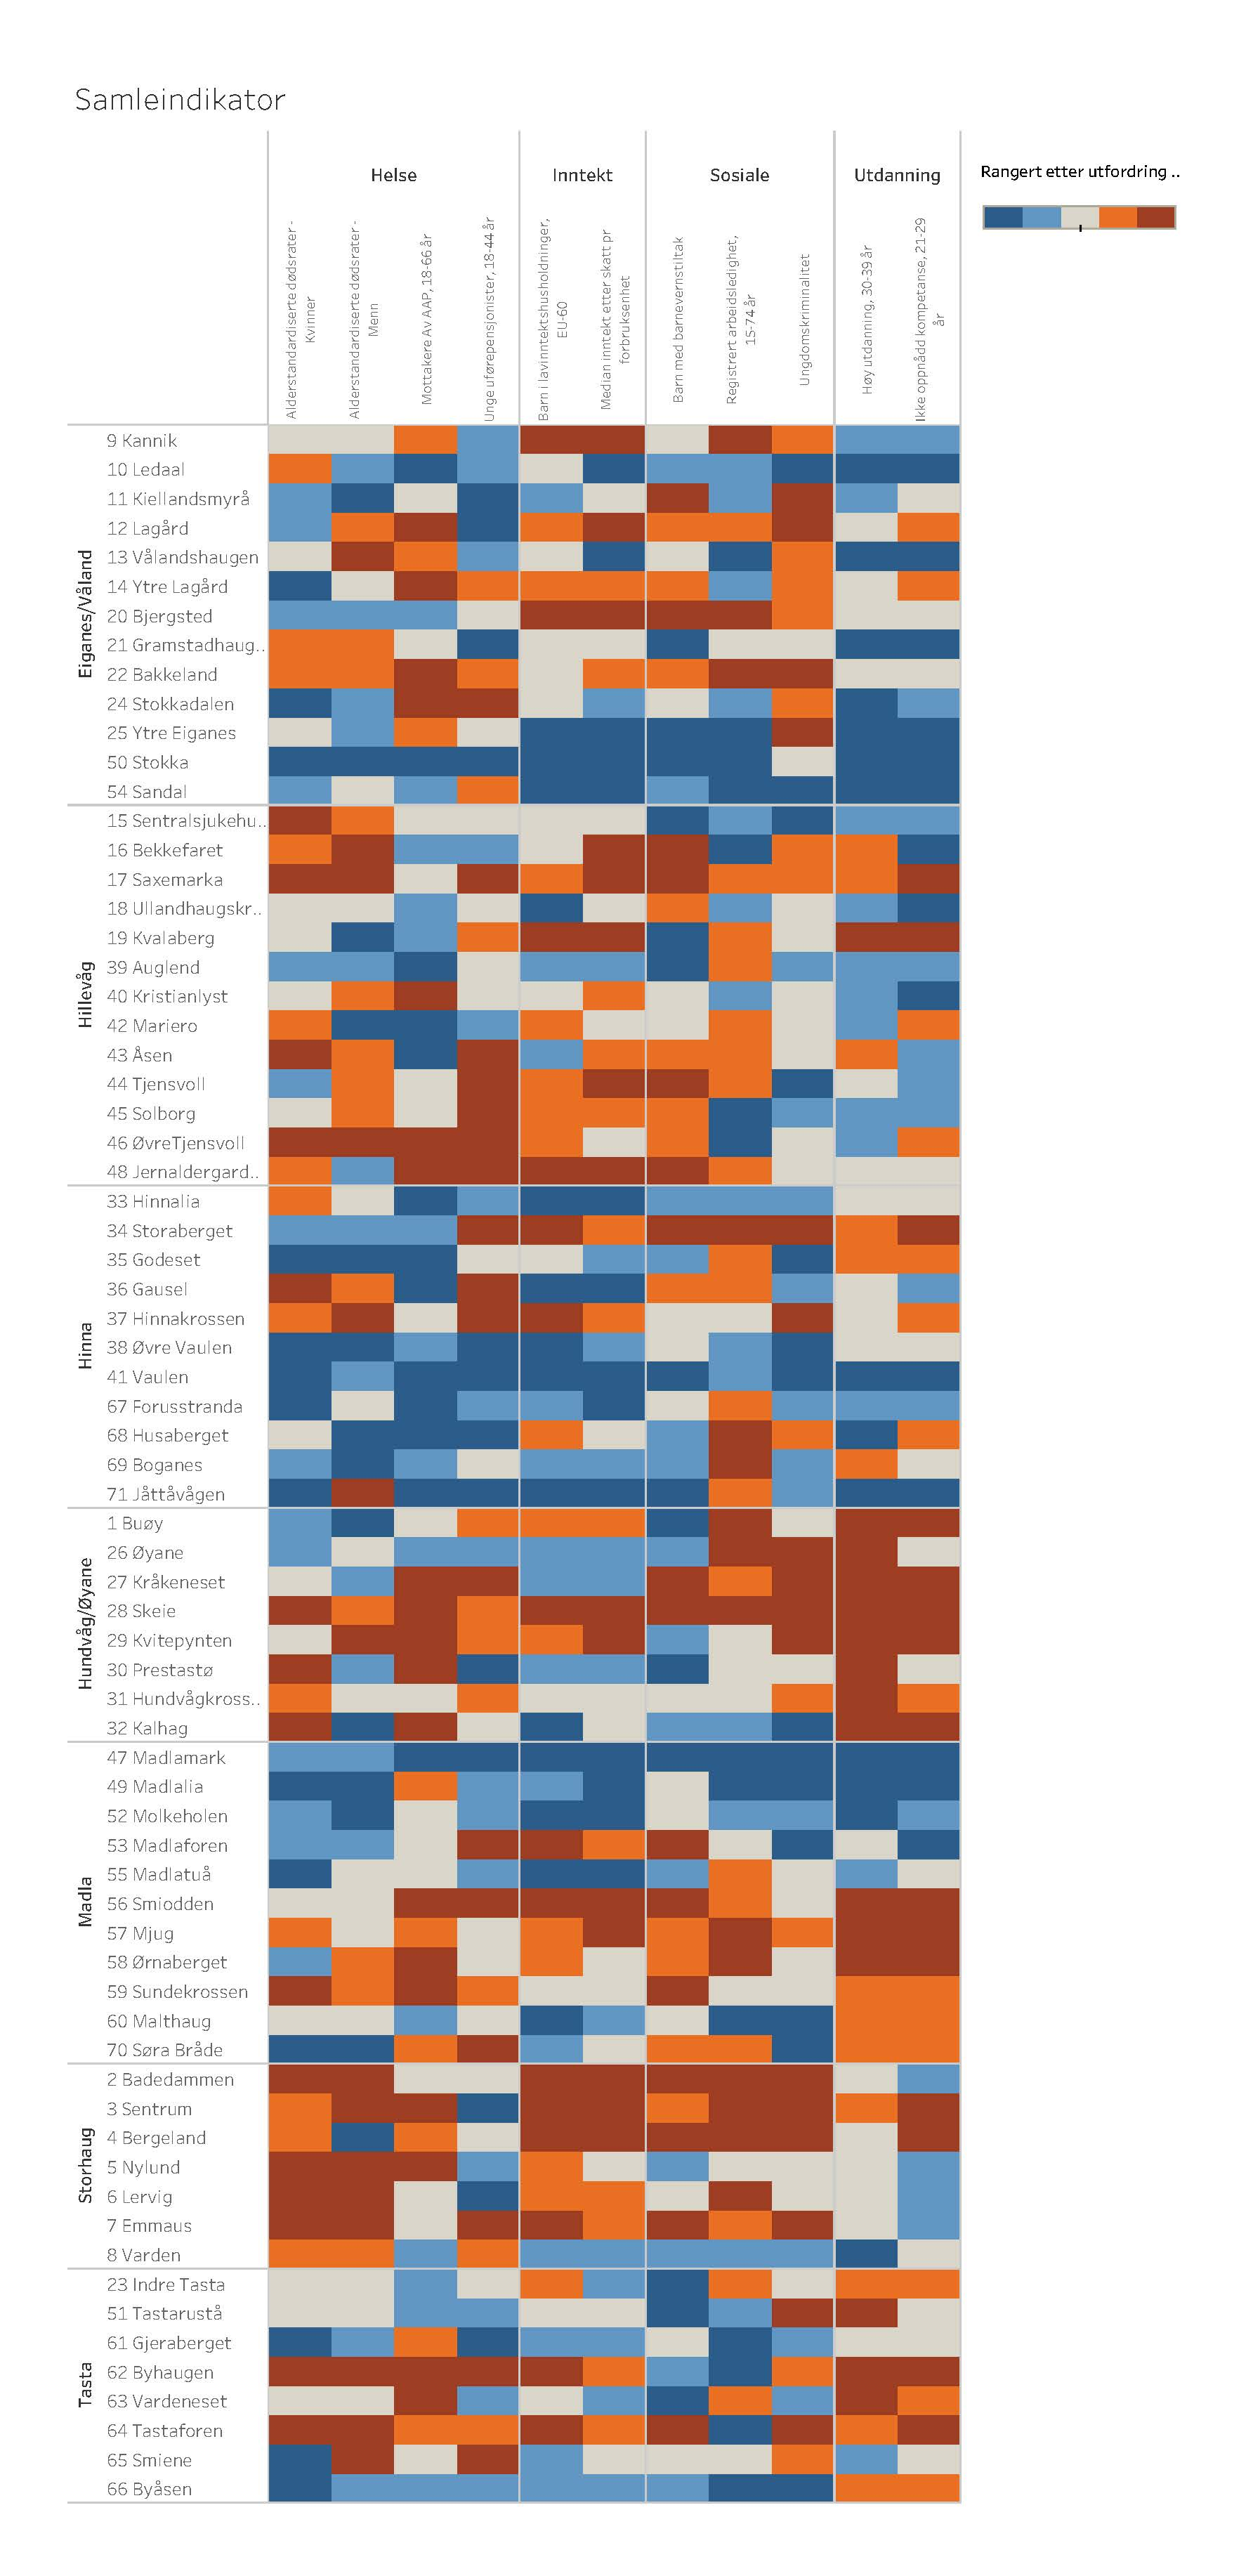 Samleindikator
Helse
Inntekt
Sosiale
Utdanning
Rangert etter utfordring ..
Alderstandardiserte dødsrater -
Kvinner
Alderstandardiserte dødsrater -
Menn
Mottakere Av AAP, 18-66 år
Unge uførepensjonister, 18-44 år
Barn i lavinntektshusholdninger,
EU-60
Median inntekt etter skatt pr
forbruksenhet
Barn med barnevernstiltak
Registrert arbeidsledighet,
15-74 år
Ungdomskriminalitet
Høy utdanning, 30-39 år
Ikke oppnådd kompetanse, 21-29
år
Eiganes/Våland
9 Kannik
10 Ledaal
11 Kiellandsmyrå
12 Lagård
13 Vålandshaugen
14 Ytre Lagård
20 Bjergsted
21 Gramstadhaug..
22 Bakkeland
24 Stokkadalen
25 Ytre Eiganes
50 Stokka
54 Sandal
Hillevåg
15 Sentralsjukehu..
16 Bekkefaret
17 Saxemarka
18 Ullandhaugskr..
19 Kvalaberg
39 Auglend
40 Kristianlyst
42 Mariero
43 Åsen
44 Tjensvoll
45 Solborg
46 ØvreTjensvoll
48 Jernaldergard..
Hinna
33 Hinnalia
34 Storaberget
35 Godeset
36 Gausel
37 Hinnakrossen
38 Øvre Vaulen
41 Vaulen
67 Forusstranda
68 Husaberget
69 Boganes
71 Jåttåvågen
Hundvåg/Øyane
1 Buøy
26 Øyane
27 Kråkeneset
28 Skeie
29 Kvitepynten
30 Prestastø
31 Hundvågkross..
32 Kalhag
Madla
47 Madlamark
49 Madlalia
52 Molkeholen
53 Madlaforen
55 Madlatuå
56 Smiodden
57 Mjug
58 Ørnaberget
59 Sundekrossen
60 Malthaug
70 Søra Bråde
Storhaug
2 Badedammen
3 Sentrum
4 Bergeland
5 Nylund
6 Lervig
7 Emmaus
8 Varden
Tasta
23 Indre Tasta
51 Tastarustå
61 Gjeraberget
62 Byhaugen
63 Vardeneset
64 Tastaforen
65 Smiene
66 Byåsen